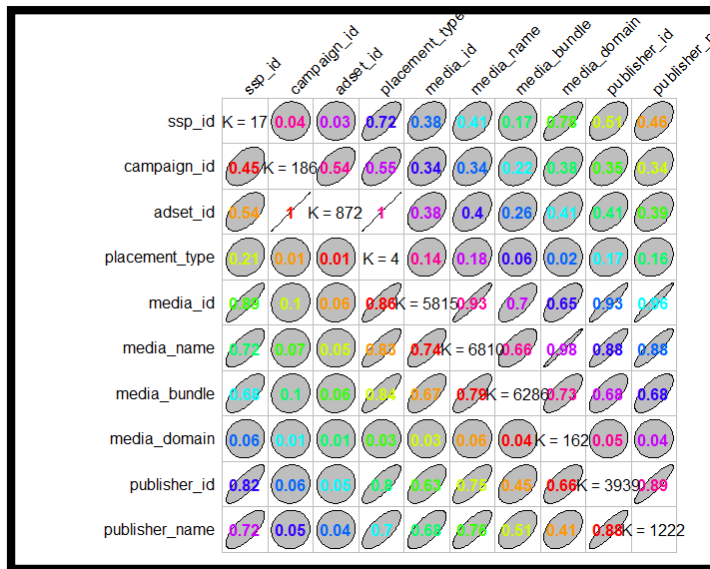 ssp_id campaign_id adset_id placement_type media_id media_name media_bundle media_domain publisher_id publisher_n
ssp_id K = 17 0.04 0.03 0.72 0.38 0.41 0.17 0.78 0.51 0.46
campaign_id 0.45 K = 186 0.54 0.55 0.34 0.34 0.22 0.38 0.35 0.34
adset_id 0.54 1 K = 872 1 0.38 0.4 0.26 0.41 0.41 0.39
placement_type 0.21 0.01 0.01 K = 4 0.14 0.18 0.06 0.02 0.17 0.16
media_id 0.89 0.1 0.06 0.86 K = 5815 0.93 0.7 0.65 0.93 0.96
media_name 0.72 0.07 0.05 0.83 0.74 K = 6810 0.66 0.98 0.88 0.88
media_bundle 0.68 0.1 0.06 0.84 0.67 0.79 K = 6286 0.73 0.68 0.68
media_domain 0.06 0.01 0.01 0.03 0.03 0.06 0.04 K = 162 0.05 0.04
publisher_id 0.82 0.06 0.05 0.8 0.63 0.75 0.45 0.66 K = 3939 0.89
publisher_name 0.72 0.05 0.04 0.7 0.68 0.76 0.51 0.41 0.88 K = 1222